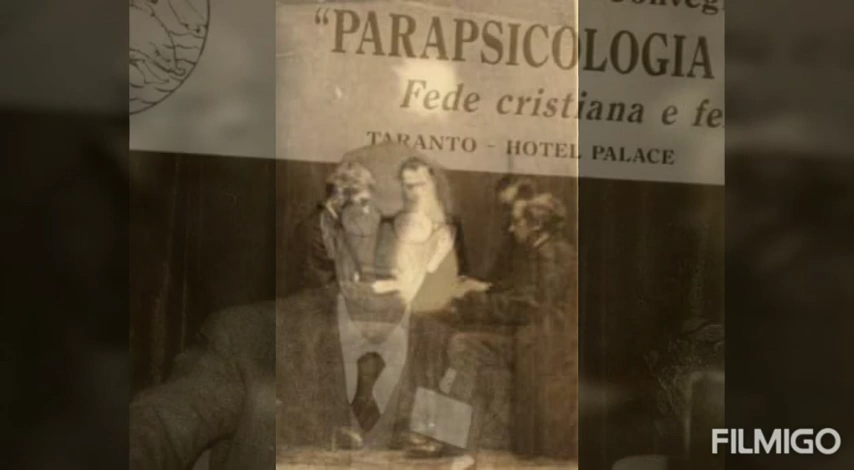 "PARAPSICOLOGIA
Fede cristiana e fe
TARANTO - HOTEL PALACE
FILMIGO